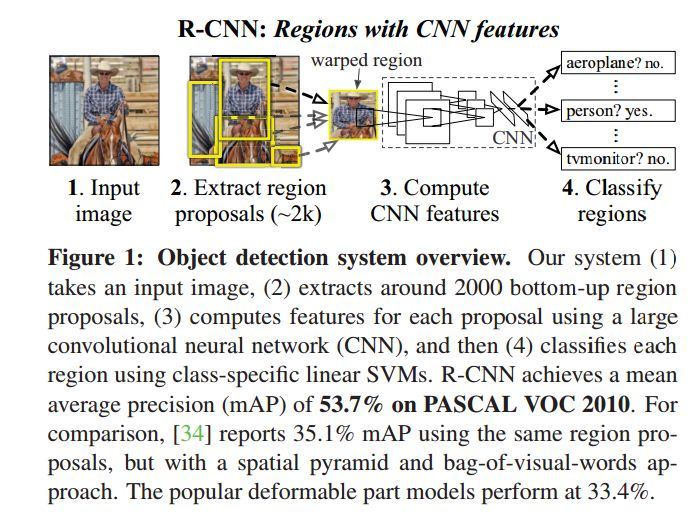 R-CNN: Regions with CNN features
warped region
aeroplane? no.
person? yes.
tvmonitor? no.
CNN
1. Input
image
2. Extract region
proposals (~2k)
3. Compute
CNN features
4. Classify
regions
Figure 1: Object detection system overview. Our system (1)
takes an input image, (2) extracts around 2000 bottom-up region
proposals, (3) computes features for each proposal using a large
convolutional neural network (CNN), and then (4) classifies each
region using class-specific linear SVMs. R-CNN achieves a mean
average precision (mAP) of 53.7% on PASCAL VOC 2010. For
comparison, [34] reports 35.1% mAP using the same region pro-
posals, but with a spatial pyramid and bag-of-visual-words ap-
proach. The popular deformable part models perform at 33.4%.